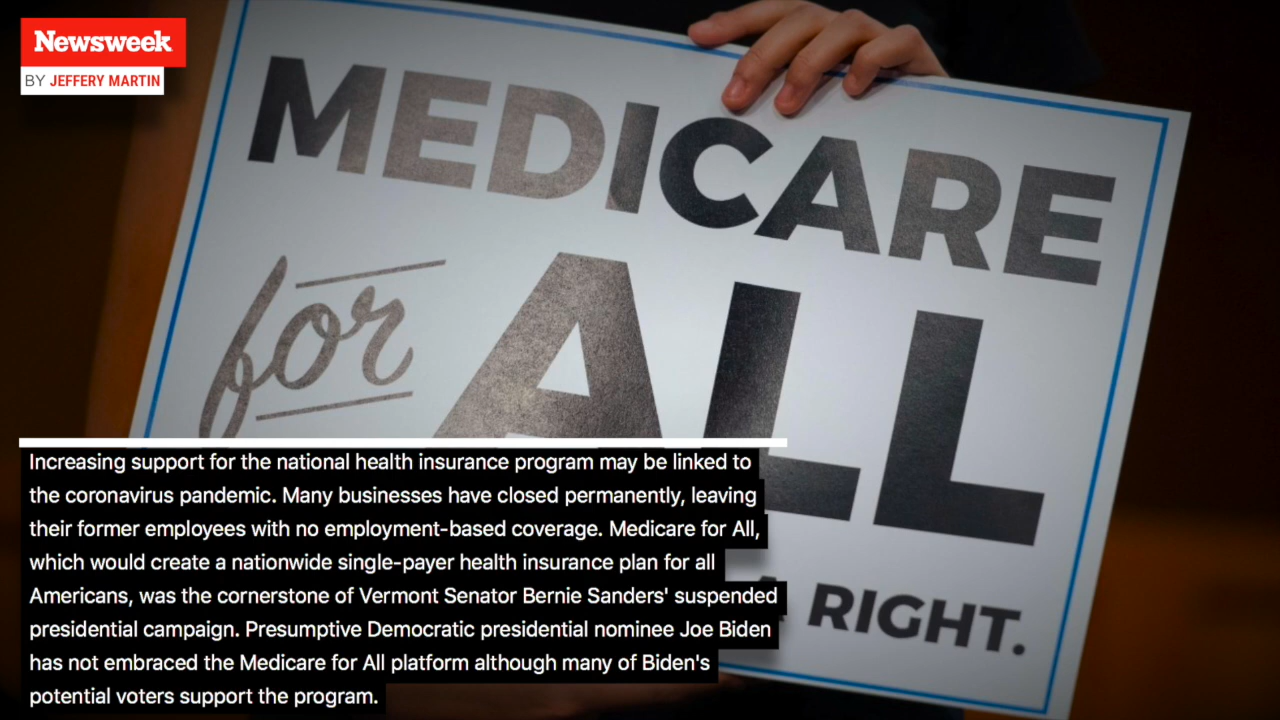 Newsweek
BY JEFFERY MARTIN
MEDICARE
for ALL
RIGHT.
Increasing support for the national health insurance program may be linked to
the coronavirus pandemic. Many businesses have closed permanently, leaving
their former employees with no employment-based coverage. Medicare for All,
which would create a nationwide single-payer health insurance plan for all
Americans, was the cornerstone of Vermont Senator Bernie Sanders' suspended
presidential campaign. Presumptive Democratic presidential nominee Joe Biden
has not embraced the Medicare for All platform although many of Biden's
potential voters support the program.